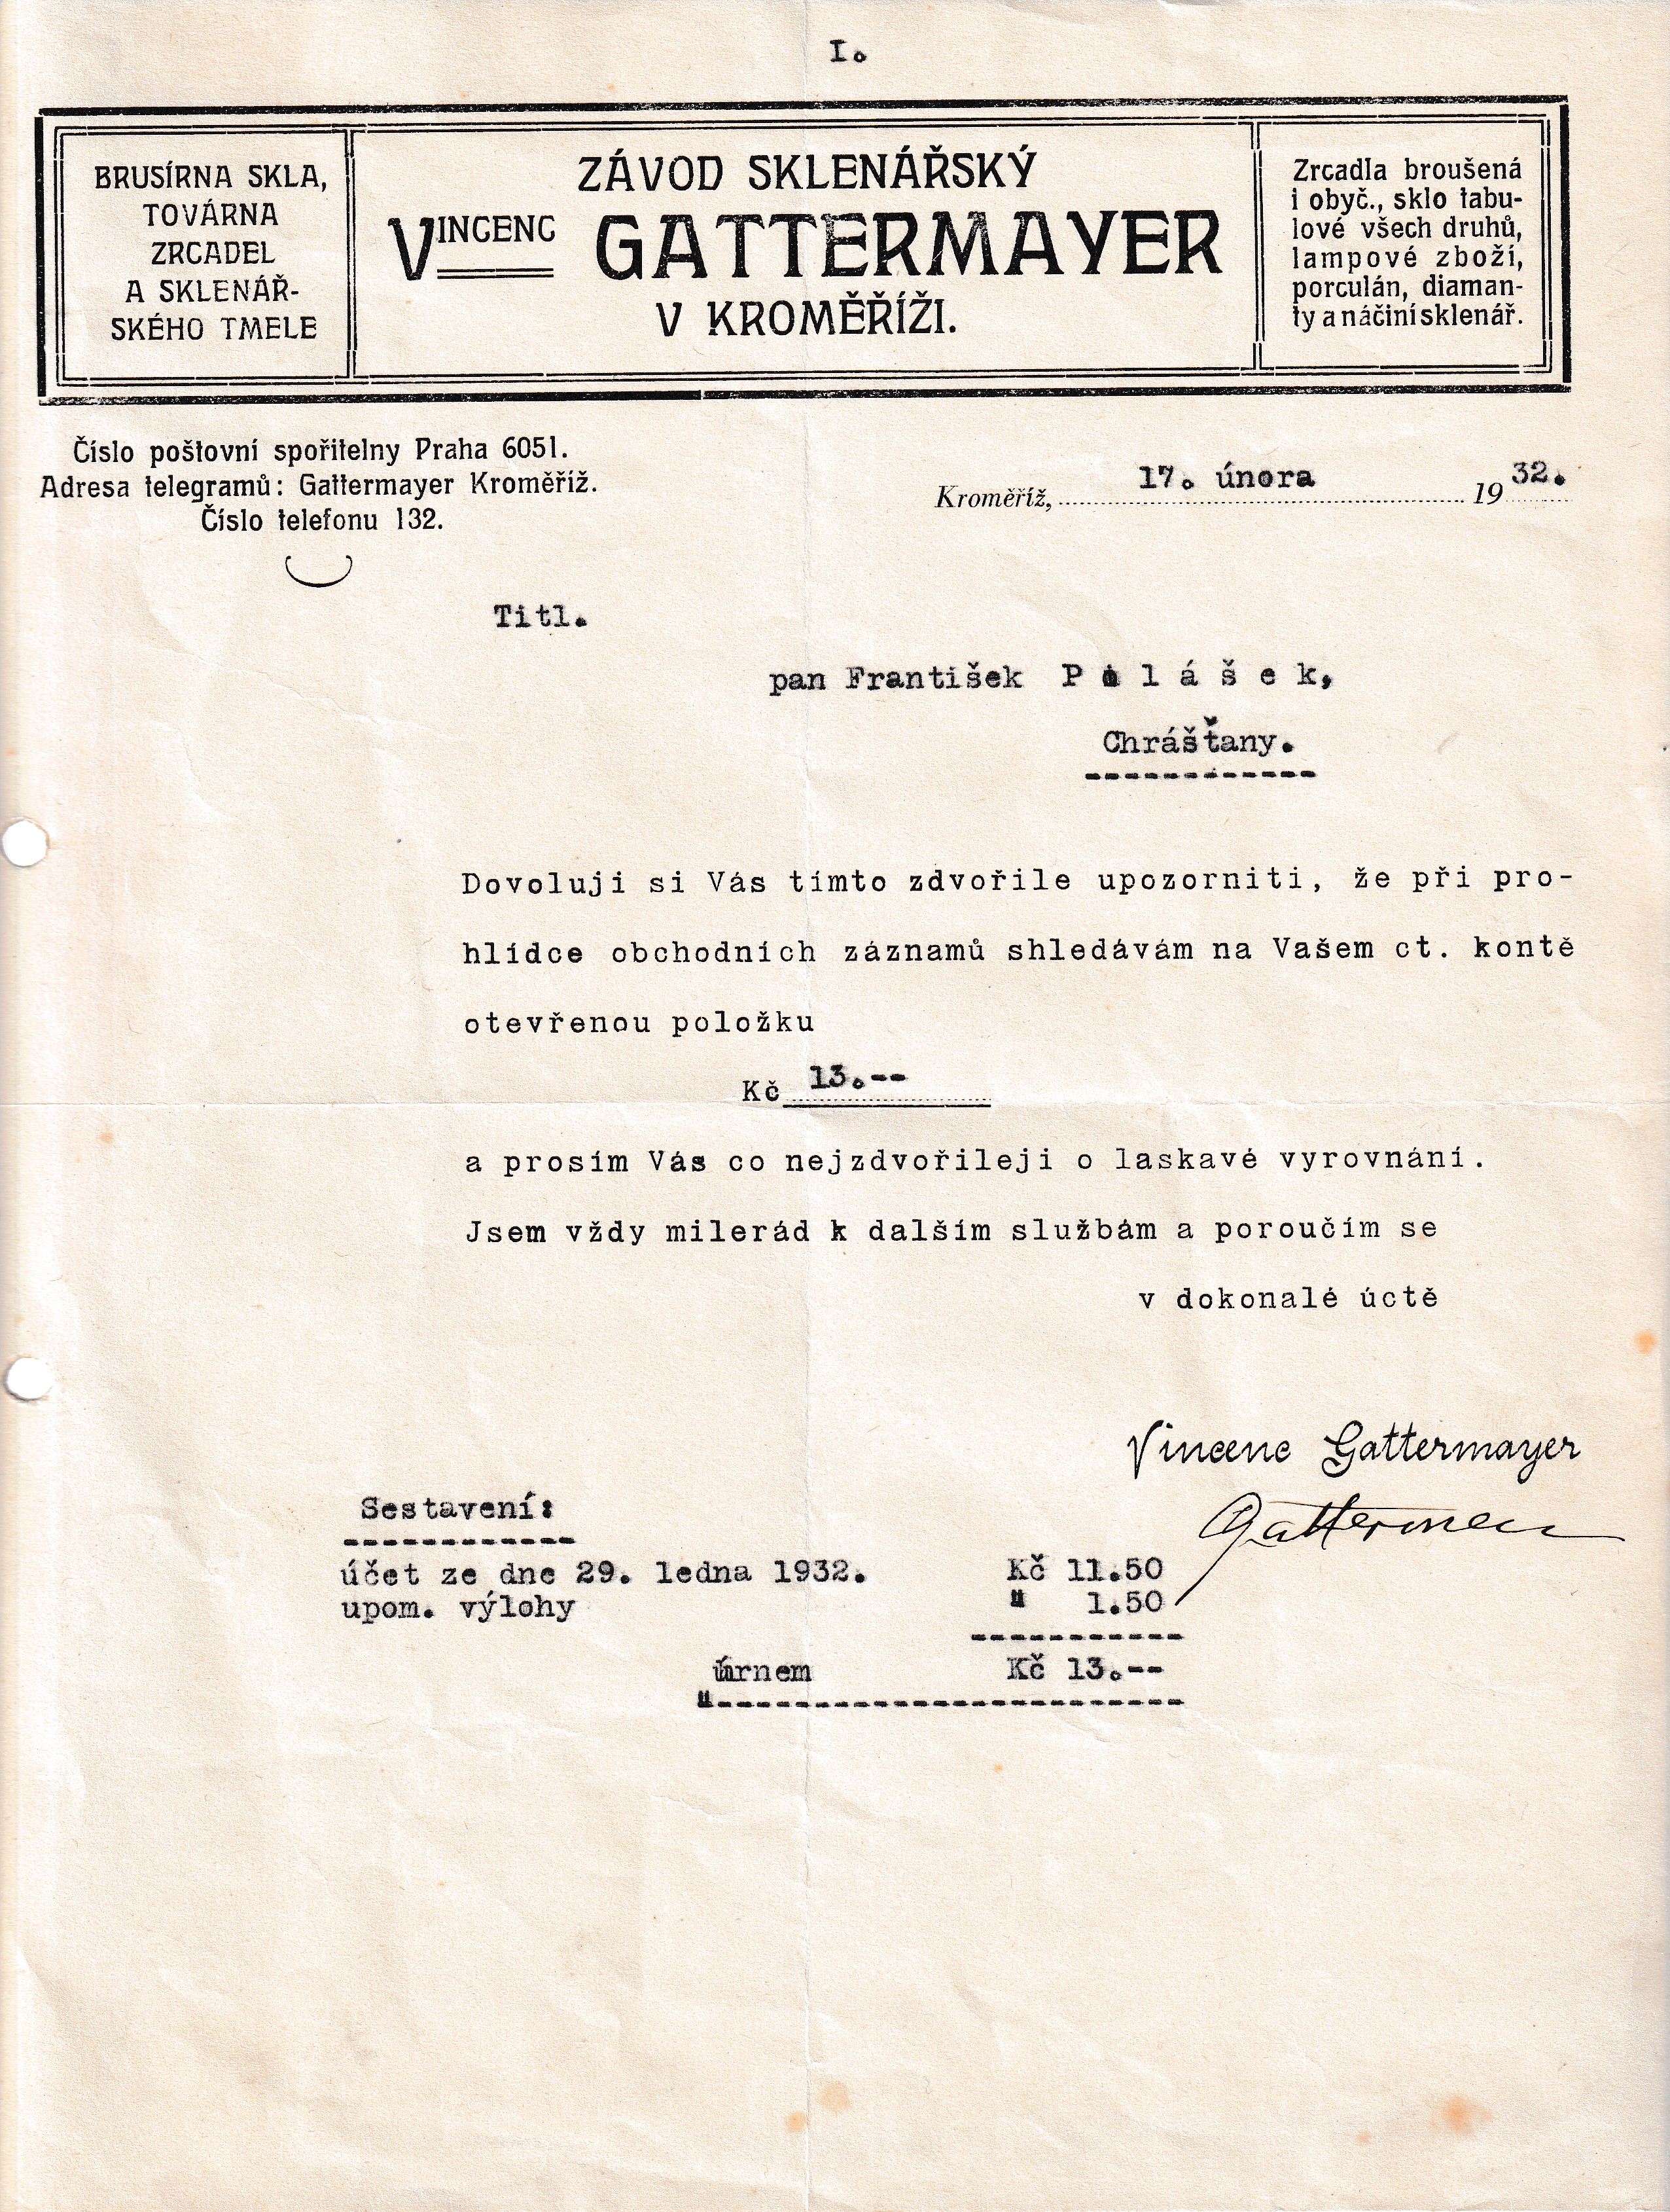 I.
BRUSÍRNA SKLA,
TOVÁRNA
ZRCADEL
A SKLENÁŘ-
SKÉHO TMELE
ZÁVOD SKLENÁŘSKÝ
VINCENC GATTERMAYER
V KROMĚŘÍŽI.
Zrcadla broušená
i obyč., sklo tabu-
lové všech druhů,
lampové zboží,
porculán, diaman-
ty a náčiní sklenář.
Číslo poštovní spořitelny Praha 6051.
Adresa telegramů: Gattermayer Kroměříž.
Číslo telefonu 132.
Kroměříž, 17. února 1932.
Titl.
pan František P o l á š e k,
Chrášťany.
Dovoluji si Vás tímto zdvořile upozorniti, že při pro-
hlídce obchodních záznamů shledávám na Vašem ct. kontě
otevřenou položku
Kč 13.--
a prosím Vás co nejzdvořileji o laskavé vyrovnání.
Jsem vždy milerád k dalším službám a poroučím se
v dokonalé úctě
Vincenc Gattermayer
Sestavení:
------------
účet ze dne 29. ledna 1932. Kč 11.50
upom. výlohy " 1.50
-----------
úhrnem Kč 13.--
"------------------------